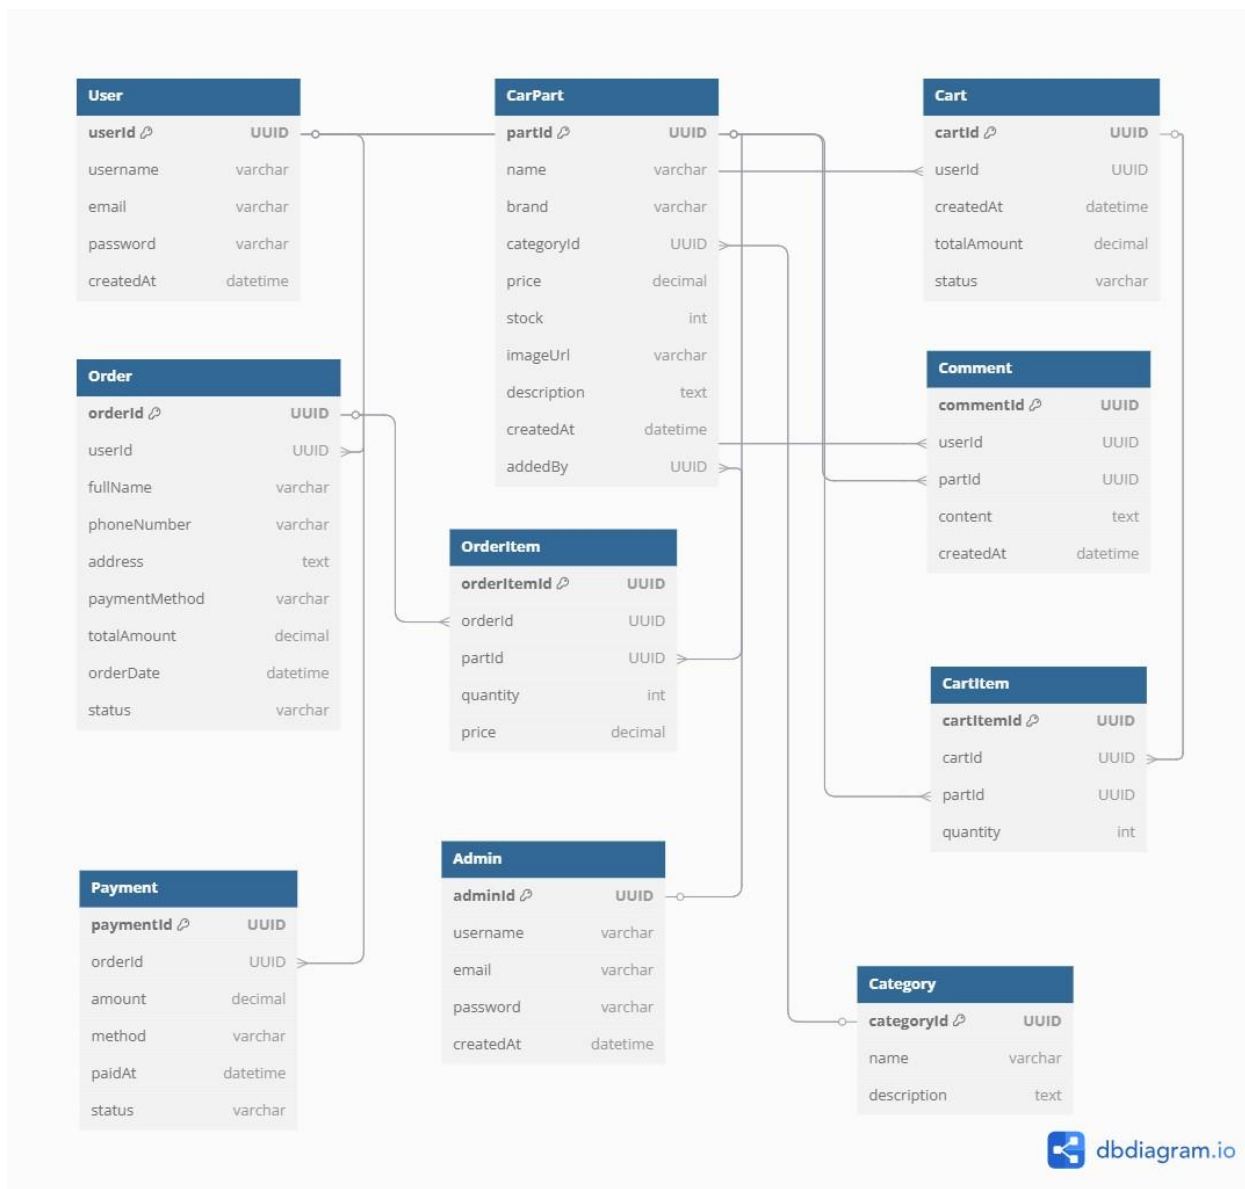 User
userId UUID
username varchar
email varchar
password varchar
createdAt datetime
CarPart
partId UUID
name varchar
brand varchar
categoryId UUID
price decimal
stock int
imageUrl varchar
description text
createdAt datetime
addedBy UUID
Cart
cartId UUID
userId UUID
createdAt datetime
totalAmount decimal
status varchar
Order
orderId UUID
userId UUID
fullName varchar
phoneNumber varchar
address text
paymentMethod varchar
totalAmount decimal
orderDate datetime
status varchar
Comment
commentId UUID
userId UUID
partId UUID
content text
createdAt datetime
OrderItem
orderItemId UUID
orderId UUID
partId UUID
quantity int
price decimal
CartItem
cartItemId UUID
cartId UUID
partId UUID
quantity int
Payment
paymentId UUID
orderId UUID
amount decimal
method varchar
paidAt datetime
status varchar
Admin
adminId UUID
username varchar
email varchar
password varchar
createdAt datetime
Category
categoryId UUID
name varchar
description text
dbdiagram.io